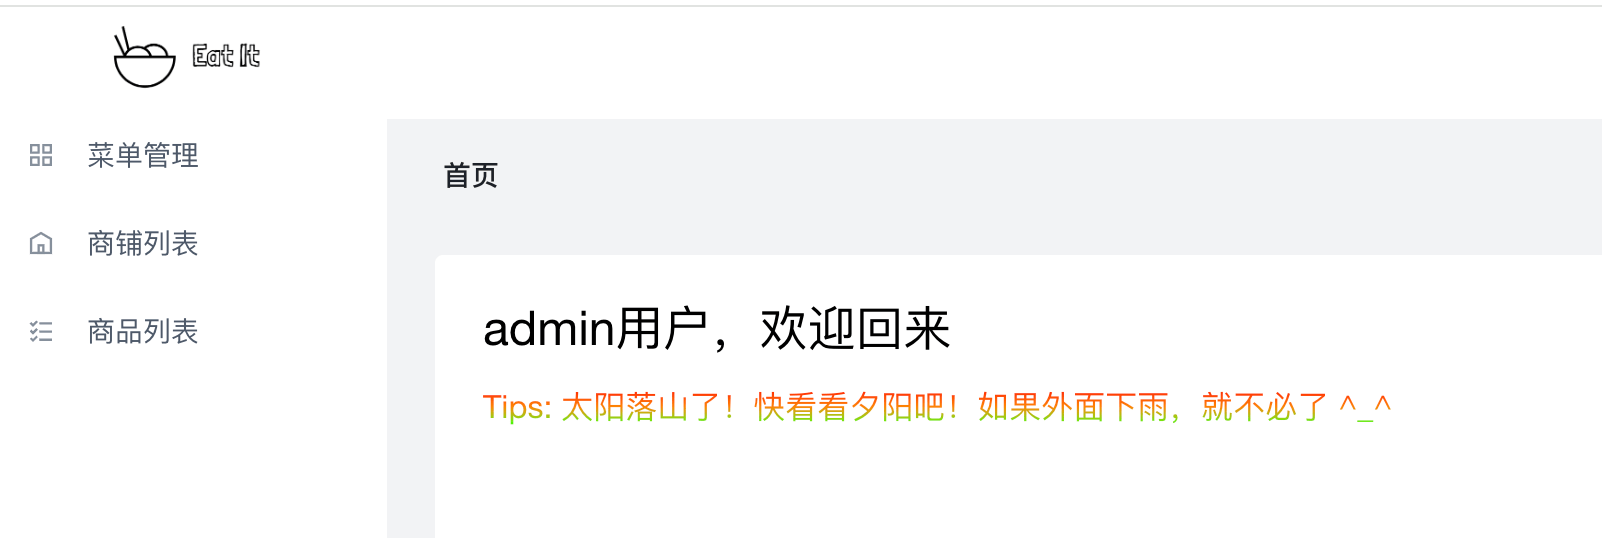 Eat It
菜单管理
商铺列表
商品列表
首页
admin用户，欢迎回来
Tips: 太阳落山了！快看看夕阳吧！如果外面下雨，就不必了 ^_^